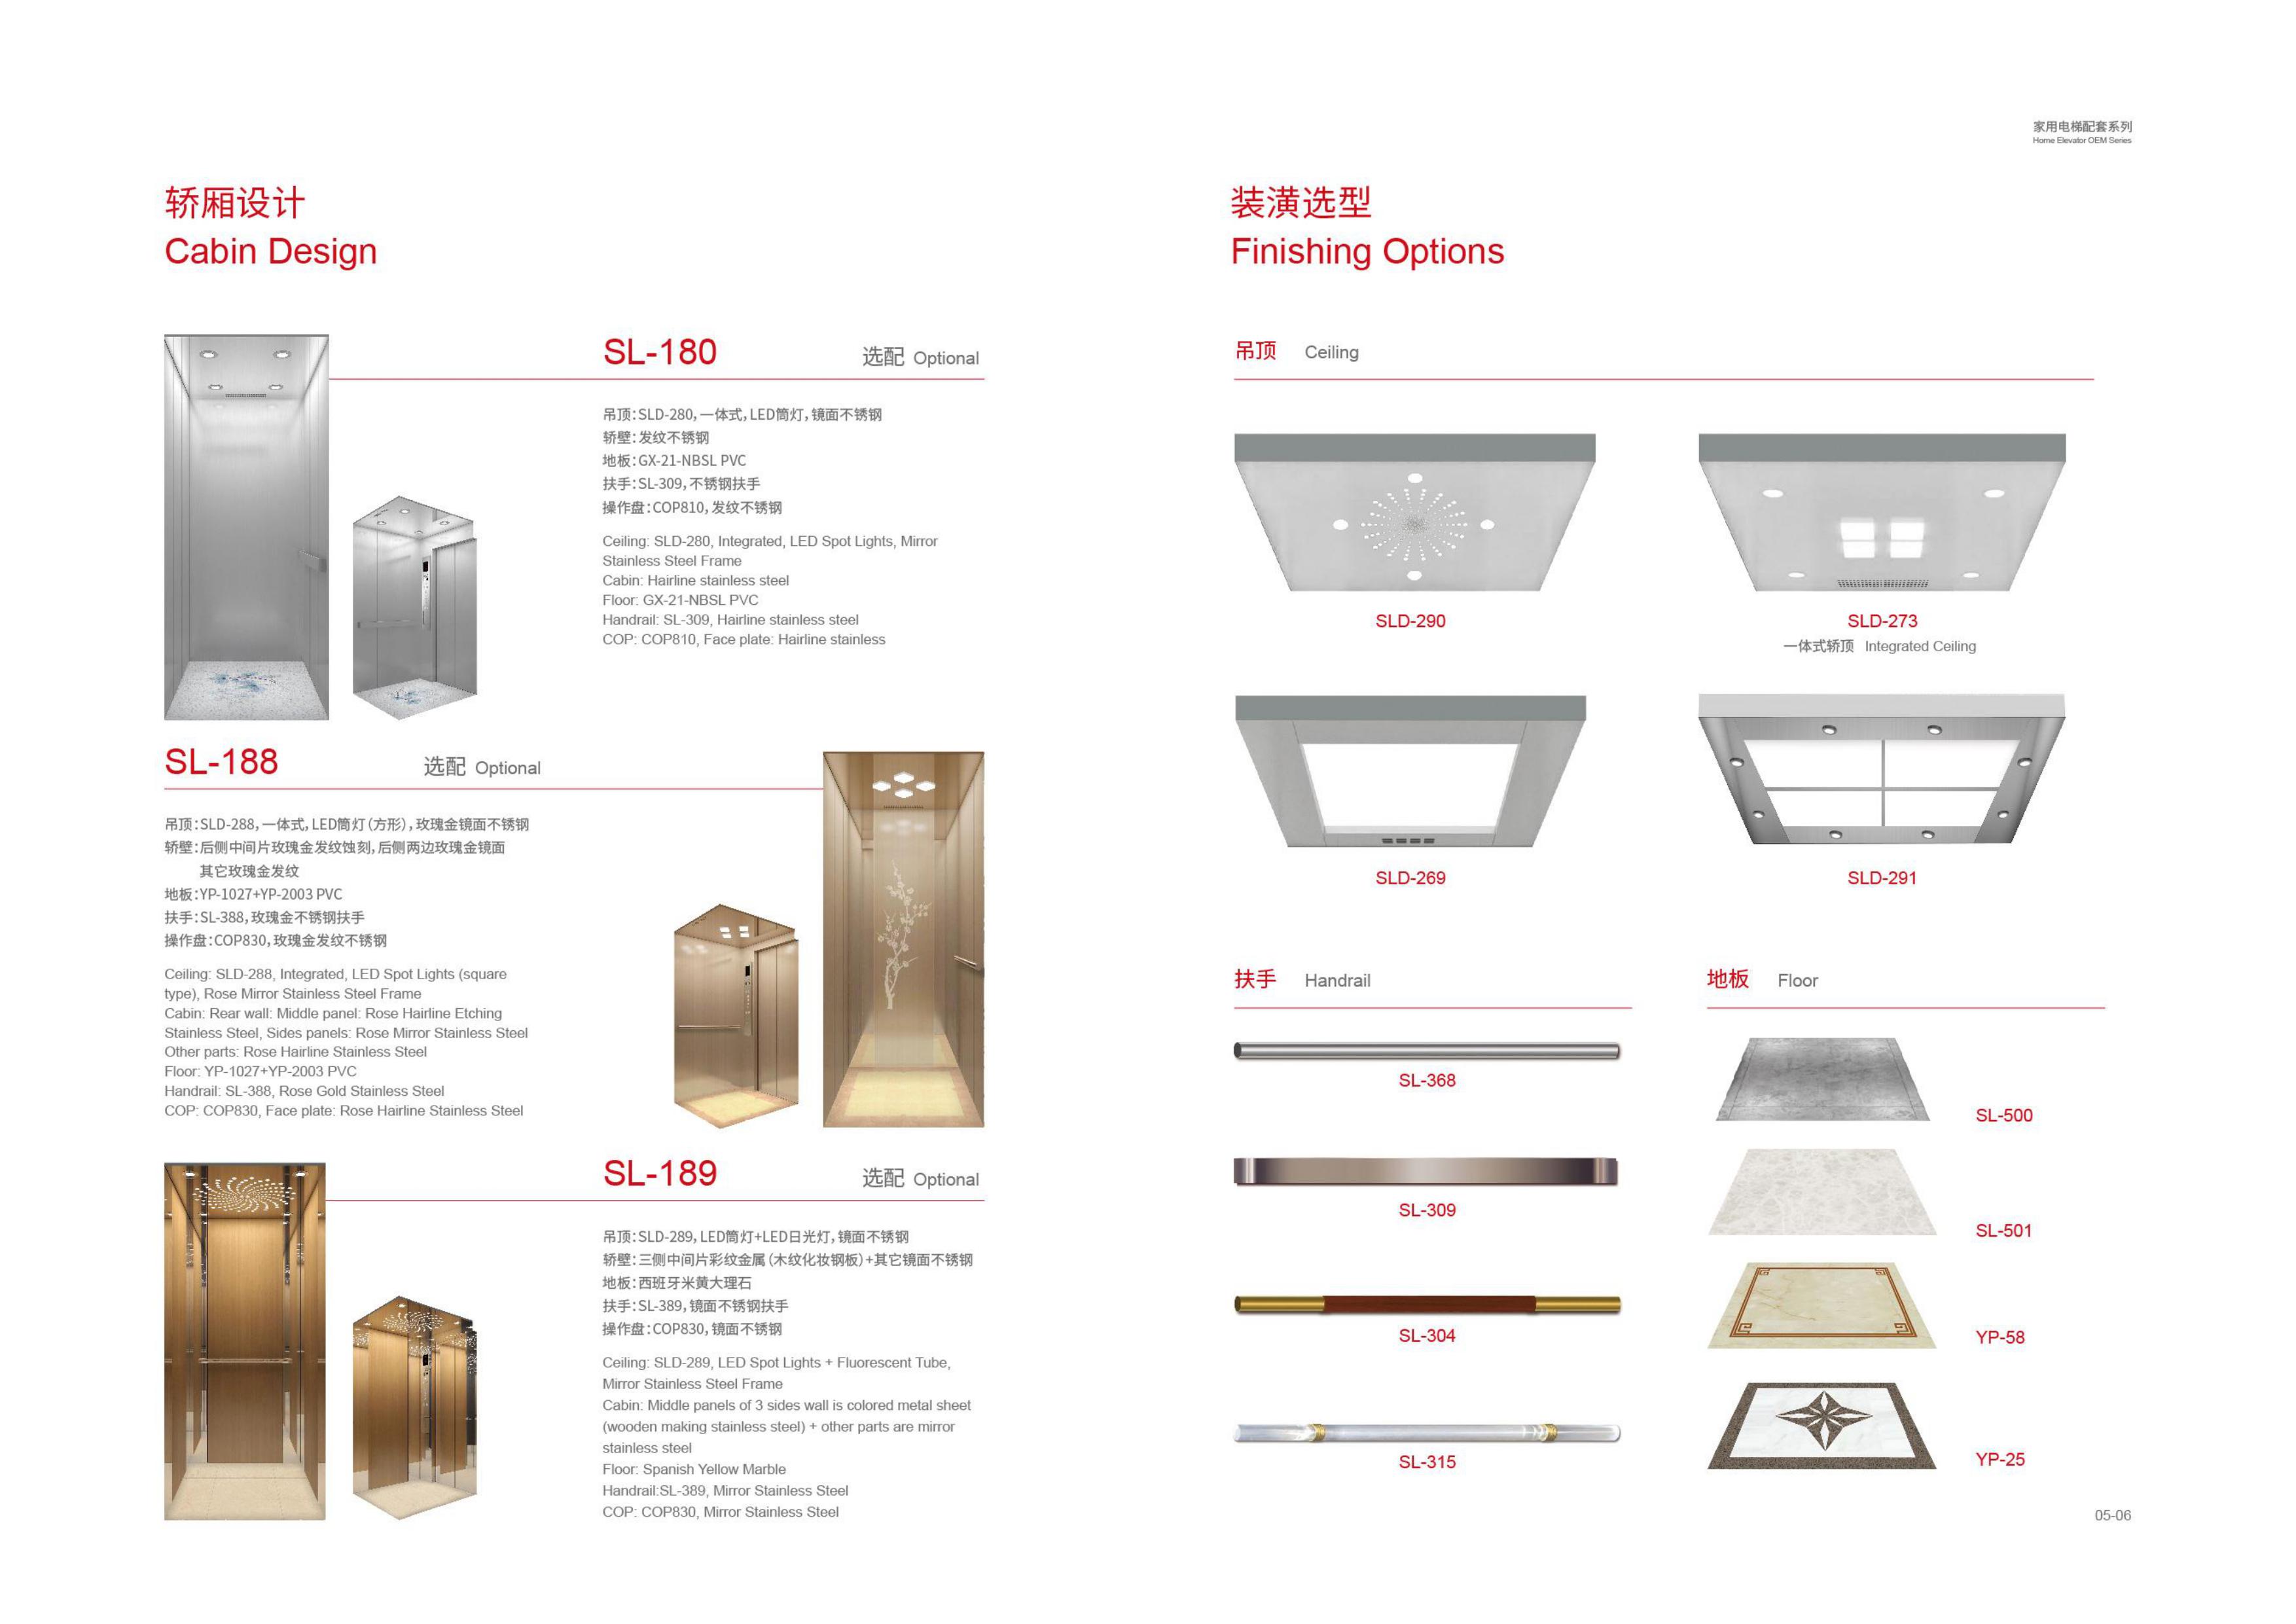 家用电梯配套系列
Home Elevator OEM Series
轿厢设计
Cabin Design
SL-180
选配 Optional
吊顶:SLD-280,一体式,LED筒灯,镜面不锈钢
轿壁:发纹不锈钢
地板:GX-21-NBSL PVC
扶手:SL-309,不锈钢扶手
操作盘:COP810,发纹不锈钢
Ceiling: SLD-280, Integrated, LED Spot Lights, Mirror
Stainless Steel Frame
Cabin: Hairline stainless steel
Floor: GX-21-NBSL PVC
Handrail: SL-309, Hairline stainless steel
COP: COP810, Face plate: Hairline stainless
SL-188
选配 Optional
吊顶:SLD-288,一体式,LED筒灯(方形),玫瑰金镜面不锈钢
轿壁:后侧中间片玫瑰金发纹蚀刻,后侧两边玫瑰金镜面
其它玫瑰金发纹
地板:YP-1027+YP-2003 PVC
扶手:SL-388,玫瑰金不锈钢扶手
操作盘:COP830,玫瑰金发纹不锈钢
Ceiling: SLD-288, Integrated, LED Spot Lights (square
type), Rose Mirror Stainless Steel Frame
Cabin: Rear wall: Middle panel: Rose Hairline Etching
Stainless Steel, Sides panels: Rose Mirror Stainless Steel
Other parts: Rose Hairline Stainless Steel
Floor: YP-1027+YP-2003 PVC
Handrail: SL-388, Rose Gold Stainless Steel
COP: COP830, Face plate: Rose Hairline Stainless Steel
SL-189
选配 Optional
吊顶:SLD-289,LED筒灯+LED日光灯,镜面不锈钢
轿壁:三侧中间片彩纹金属(木纹化妆钢板)+其它镜面不锈钢
地板:西班牙米黄大理石
扶手:SL-389,镜面不锈钢扶手
操作盘:COP830,镜面不锈钢
Ceiling: SLD-289, LED Spot Lights + Fluorescent Tube,
Mirror Stainless Steel Frame
Cabin: Middle panels of 3 sides wall is colored metal sheet
(wooden making stainless steel) + other parts are mirror
stainless steel
Floor: Spanish Yellow Marble
Handrail:SL-389, Mirror Stainless Steel
COP: COP830, Mirror Stainless Steel
装潢选型
Finishing Options
吊顶 Ceiling
SLD-290
SLD-273
一体式轿顶 Integrated Ceiling
SLD-269
SLD-291
扶手 Handrail
SL-368
SL-309
SL-304
SL-315
地板 Floor
SL-500
SL-501
YP-58
YP-25
05-06